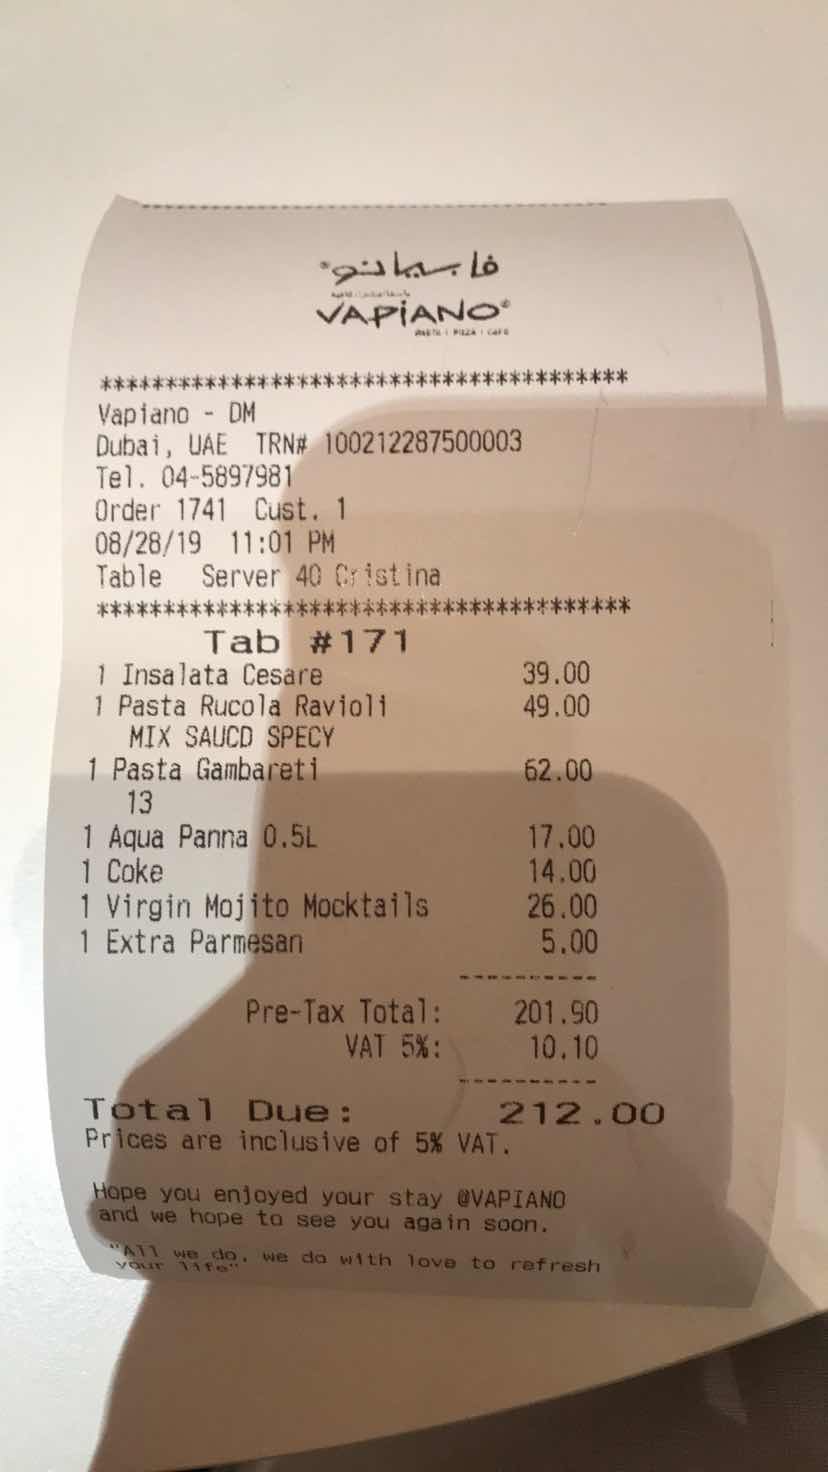 فابيانو
VAPIANO®
PASTA | PIZZA | CAFE
****************************************
Vapiano - DM
Dubai, UAE TRN# 100212287500003
Tel. 04-5897981
Order 1741 Cust. 1
08/28/19 11:01 PM
Table Server 40 Cristina
****************************************
Tab #171
1 Insalata Cesare 39.00
1 Pasta Rucola Ravioli 49.00
MIX SAUCD SPECY
1 Pasta Gambareti 62.00
13
1 Aqua Panna 0.5L 17.00
1 Coke 14.00
1 Virgin Mojito Mocktails 26.00
1 Extra Parmesan 5.00
-----------
Pre-Tax Total: 201.90
VAT 5%: 10.10
-----------
Total Due: 212.00
Prices are inclusive of 5% VAT.
Hope you enjoyed your stay @VAPIANO
and we hope to see you again soon.
"All we do, we do with love to refresh
your life"